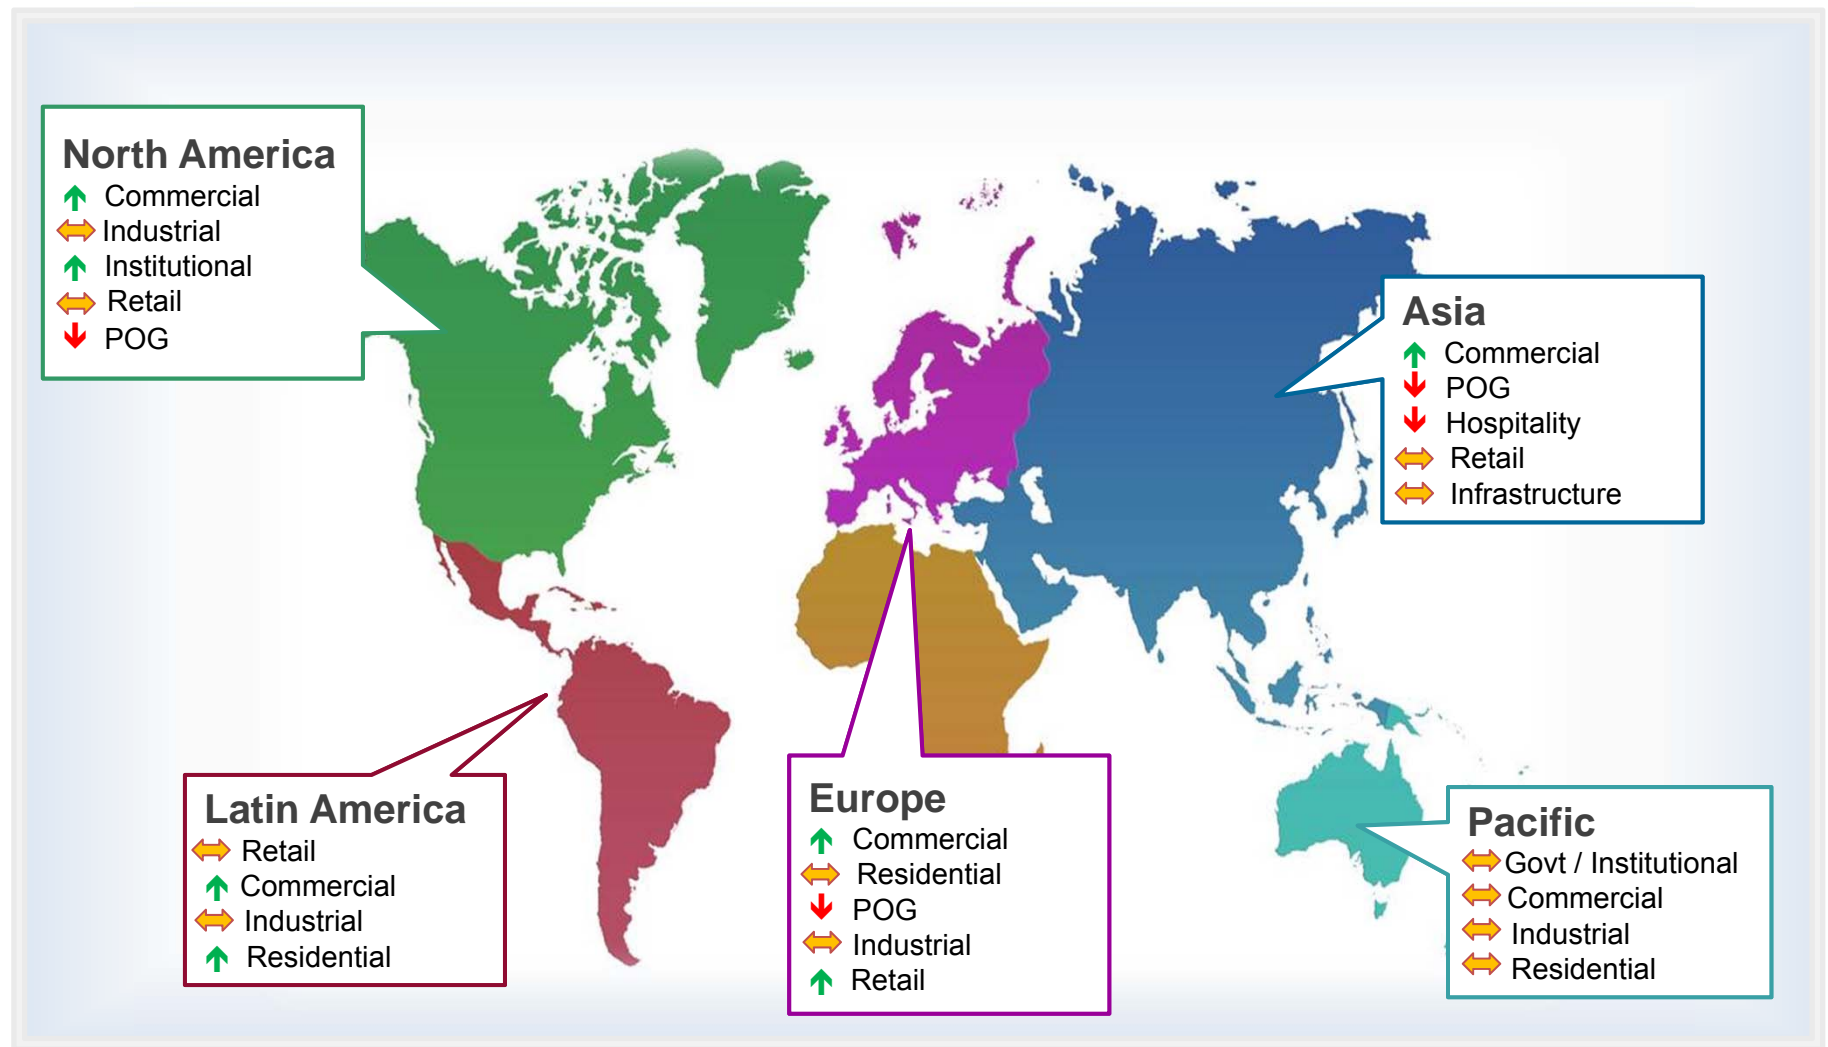 North America
Commercial
Industrial
Institutional
Retail
POG
Asia
Commercial
POG
Hospitality
Retail
Infrastructure
Latin America
Retail
Commercial
Industrial
Residential
Europe
Commercial
Residential
POG
Industrial
Retail
Pacific
Govt / Institutional
Commercial
Industrial
Residential